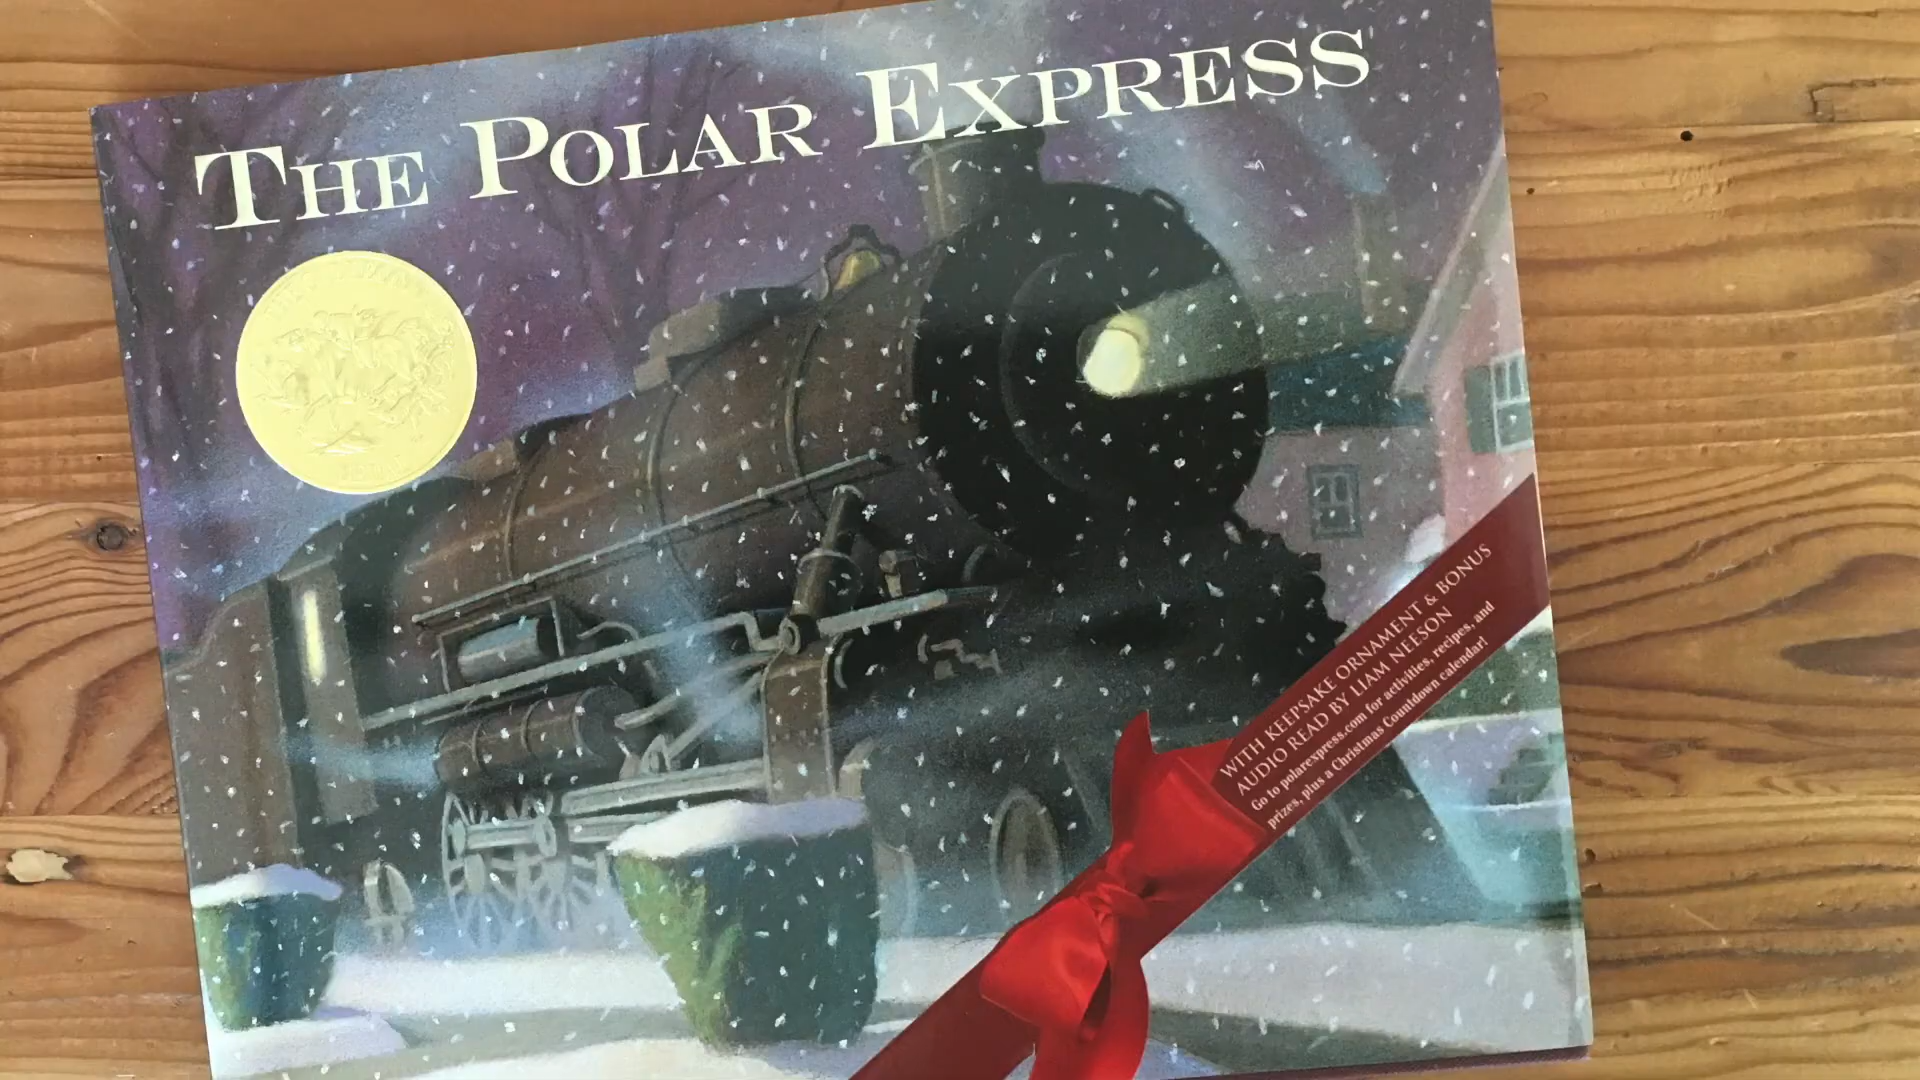 THE POLAR EXPRESS
WITH KEEPSAKE ORNAMENT & BONUS
AUDIO READ BY LIAM NEESON
Go to polarexpress.com for activities, recipes, and
prizes, plus a Christmas Countdown calendar!